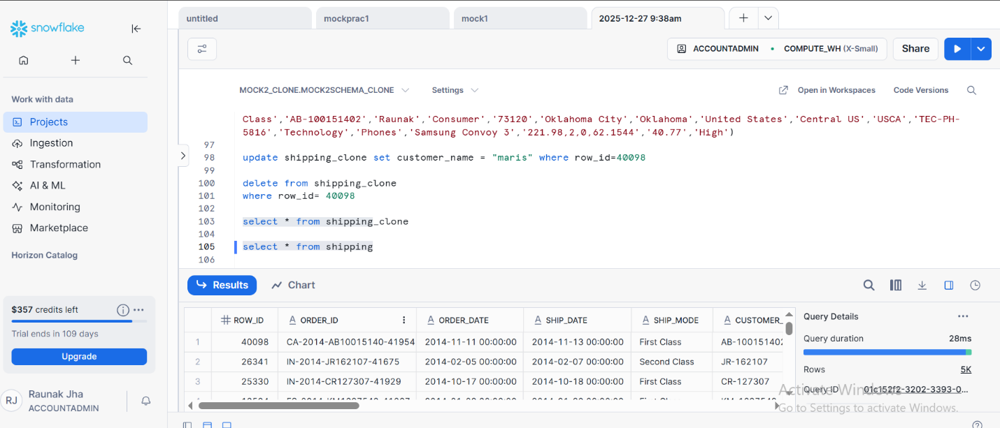 untitled
mockprac1
mock1
2025-12-27 9:38am
snowflake
ACCOUNTADMIN • COMPUTE_WH (X-Small)
Share
Work with data
Projects
Ingestion
Transformation
AI & ML
Monitoring
Marketplace
Horizon Catalog
$357 credits left
Trial ends in 109 days
Upgrade
RJ
Raunak Jha
ACCOUNTADMIN
MOCK2_CLONE.MOCK2SCHEMA_CLONE
Settings
Open in Workspaces
Code Versions
Class','AB-100151402','Raunak','Consumer','73120','Oklahoma City','Oklahoma','United States','Central US','USCA','TEC-PH-
5816','Technology','Phones','Samsung Convoy 3','221.98,2,0,62.1544','40.77','High')
97
98 update shipping_clone set customer_name = "maris" where row_id=40098
99
100 delete from shipping_clone
101 where row_id= 40098
102
103 select * from shipping_clone
104
105 select * from shipping
106
Results
Chart
ROW_ID ORDER_ID ORDER_DATE SHIP_DATE SHIP_MODE CUSTOMER_
1 40098 CA-2014-AB10015140-41954 2014-11-11 00:00:00 2014-11-13 00:00:00 First Class AB-100151402
2 26341 IN-2014-JR162107-41675 2014-02-05 00:00:00 2014-02-07 00:00:00 Second Class JR-162107
3 25330 IN-2014-CR127307-41929 2014-10-17 00:00:00 2014-10-18 00:00:00 First Class CR-127307
Query Details
Query duration 28ms
Rows 5K
Query ID 01c152f2-3202-3393-0...
Activate Windows
Go to Settings to activate Windows.